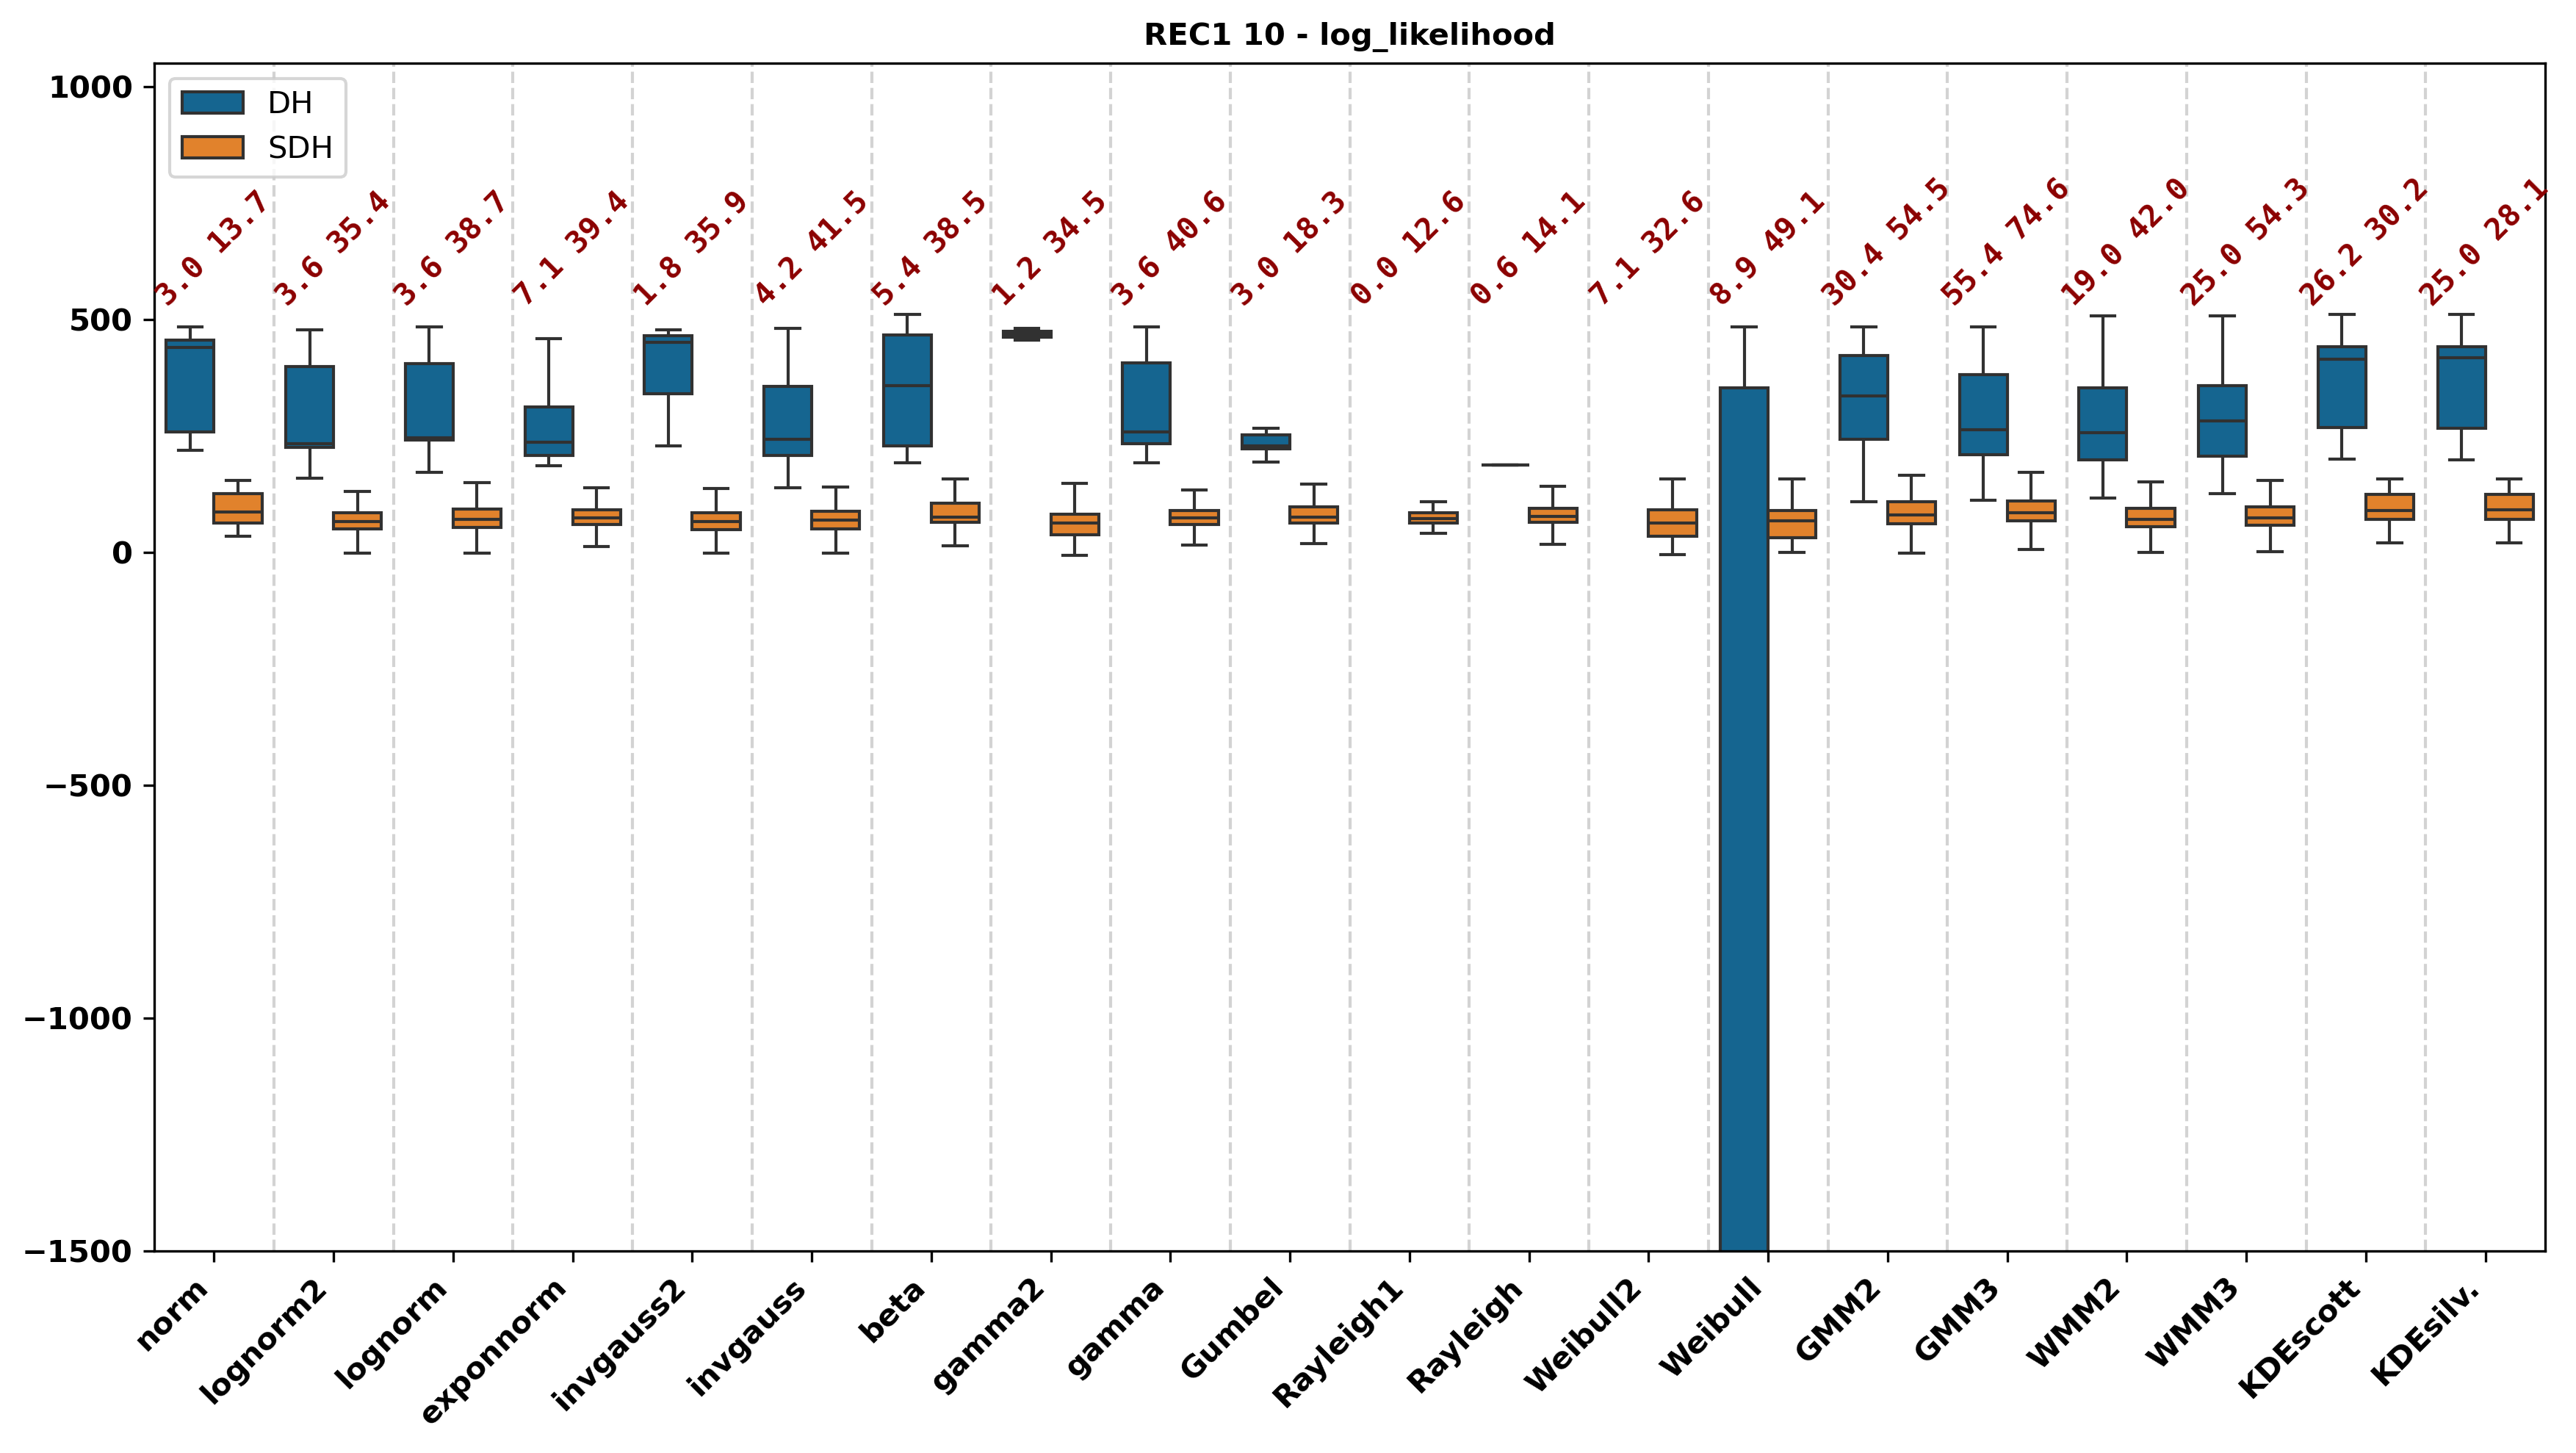 REC1 10 - log_likelihood
1000
500
0
−500
−1000
−1500
DH
SDH
3.0 13.7
3.6 35.4
3.6 38.7
7.1 39.4
1.8 35.9
4.2 41.5
5.4 38.5
1.2 34.5
3.6 40.6
3.0 18.3
0.0 12.6
0.6 14.1
7.1 32.6
8.9 49.1
30.4 54.5
55.4 74.6
19.0 42.0
25.0 54.3
26.2 30.2
25.0 28.1
norm
lognorm2
lognorm
exponnorm
invgauss2
invgauss
beta
gamma2
gamma
Gumbel
Rayleigh1
Rayleigh
Weibull2
Weibull
GMM2
GMM3
WMM2
WMM3
KDEscott
KDEsilv.